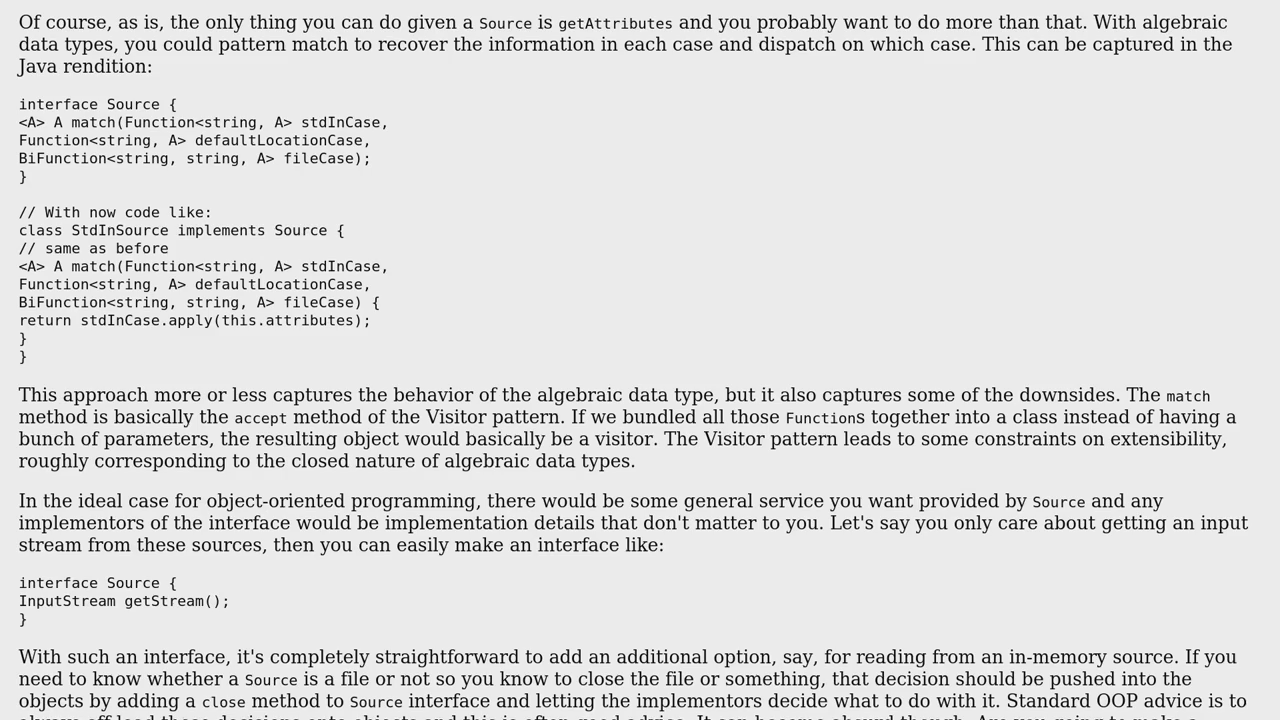 Of course, as is, the only thing you can do given a Source is getAttributes and you probably want to do more than that. With algebraic
data types, you could pattern match to recover the information in each case and dispatch on which case. This can be captured in the
Java rendition:
interface Source {
<A> A match(Function<string, A> stdInCase,
Function<string, A> defaultLocationCase,
BiFunction<string, string, A> fileCase);
}
// With now code like:
class StdInSource implements Source {
// same as before
<A> A match(Function<string, A> stdInCase,
Function<string, A> defaultLocationCase,
BiFunction<string, string, A> fileCase) {
return stdInCase.apply(this.attributes);
}
}
This approach more or less captures the behavior of the algebraic data type, but it also captures some of the downsides. The match
method is basically the accept method of the Visitor pattern. If we bundled all those Functions together into a class instead of having a
bunch of parameters, the resulting object would basically be a visitor. The Visitor pattern leads to some constraints on extensibility,
roughly corresponding to the closed nature of algebraic data types.
In the ideal case for object-oriented programming, there would be some general service you want provided by Source and any
implementors of the interface would be implementation details that don't matter to you. Let's say you only care about getting an input
stream from these sources, then you can easily make an interface like:
interface Source {
InputStream getStream();
}
With such an interface, it's completely straightforward to add an additional option, say, for reading from an in-memory source. If you
need to know whether a Source is a file or not so you know to close the file or something, that decision should be pushed into the
objects by adding a close method to Source interface and letting the implementors decide what to do with it. Standard OOP advice is to